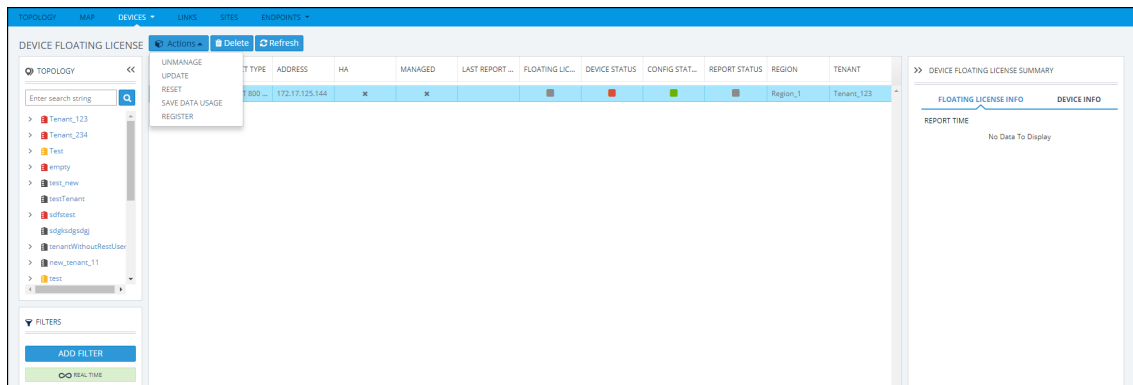 TOPOLOGY MAP DEVICES LINKS SITES ENDPOINTS
DEVICE FLOATING LICENSE Actions Delete Refresh
TOPOLOGY
Enter search string
Tenant_123
Tenant_234
Test
empty
test_new
testTenant
sdfstest
sdgksdgsdgj
tenantWithoutRestUser
new_tenant_11
test
FILTERS
ADD FILTER
REAL TIME
UNMANAGE
UPDATE
RESET
SAVE DATA USAGE
REGISTER
CT TYPE ADDRESS HA MANAGED LAST REPORT ... FLOATING LIC... DEVICE STATUS CONFIG STAT... REPORT STATUS REGION TENANT
T 800 ... 172.17.125.144 Region_1 Tenant_123
DEVICE FLOATING LICENSE SUMMARY
FLOATING LICENSE INFO DEVICE INFO
REPORT TIME
No Data To Display